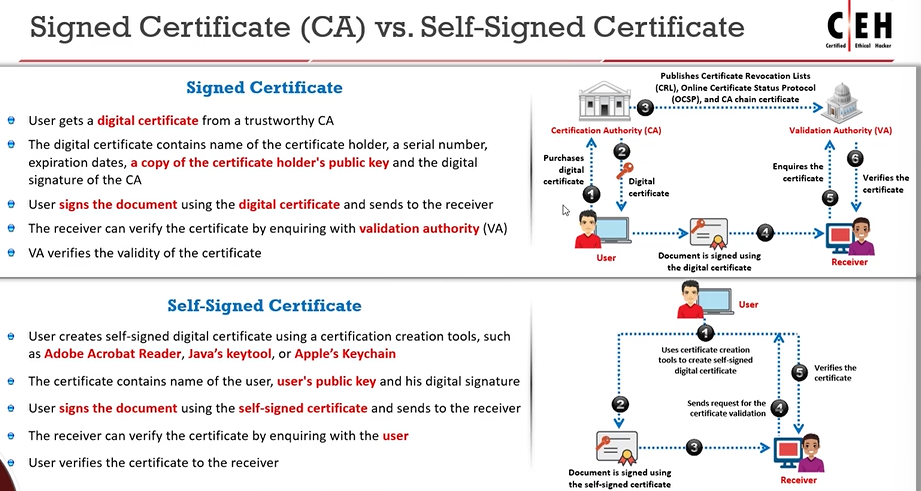 Signed Certificate (CA) vs. Self-Signed Certificate
C|EH
Certified Ethical Hacker
Signed Certificate
User gets a digital certificate from a trustworthy CA
The digital certificate contains name of the certificate holder, a serial number,
expiration dates, a copy of the certificate holder's public key and the digital
signature of the CA
User signs the document using the digital certificate and sends to the receiver
The receiver can verify the certificate by enquiring with validation authority (VA)
VA verifies the validity of the certificate
Publishes Certificate Revocation Lists
(CRL), Online Certificate Status Protocol
(OCSP), and CA chain certificate
3
Certification Authority (CA)
Validation Authority (VA)
Purchases
digital
certificate
1
2
Digital
certificate
Enquires the
certificate
5
6
Verifies the
certificate
User
4
Document is signed using
the digital certificate
Receiver
Self-Signed Certificate
User creates self-signed digital certificate using a certification creation tools, such
as Adobe Acrobat Reader, Java's keytool, or Apple's Keychain
The certificate contains name of the user, user's public key and his digital signature
User signs the document using the self-signed certificate and sends to the receiver
The receiver can verify the certificate by enquiring with the user
User verifies the certificate to the receiver
User
1
Uses certificate creation
tools to create self-signed
digital certificate
5
Verifies the
certificate
2
Sends request for the
certificate validation
4
3
Document is signed using
the self-signed certificate
Receiver